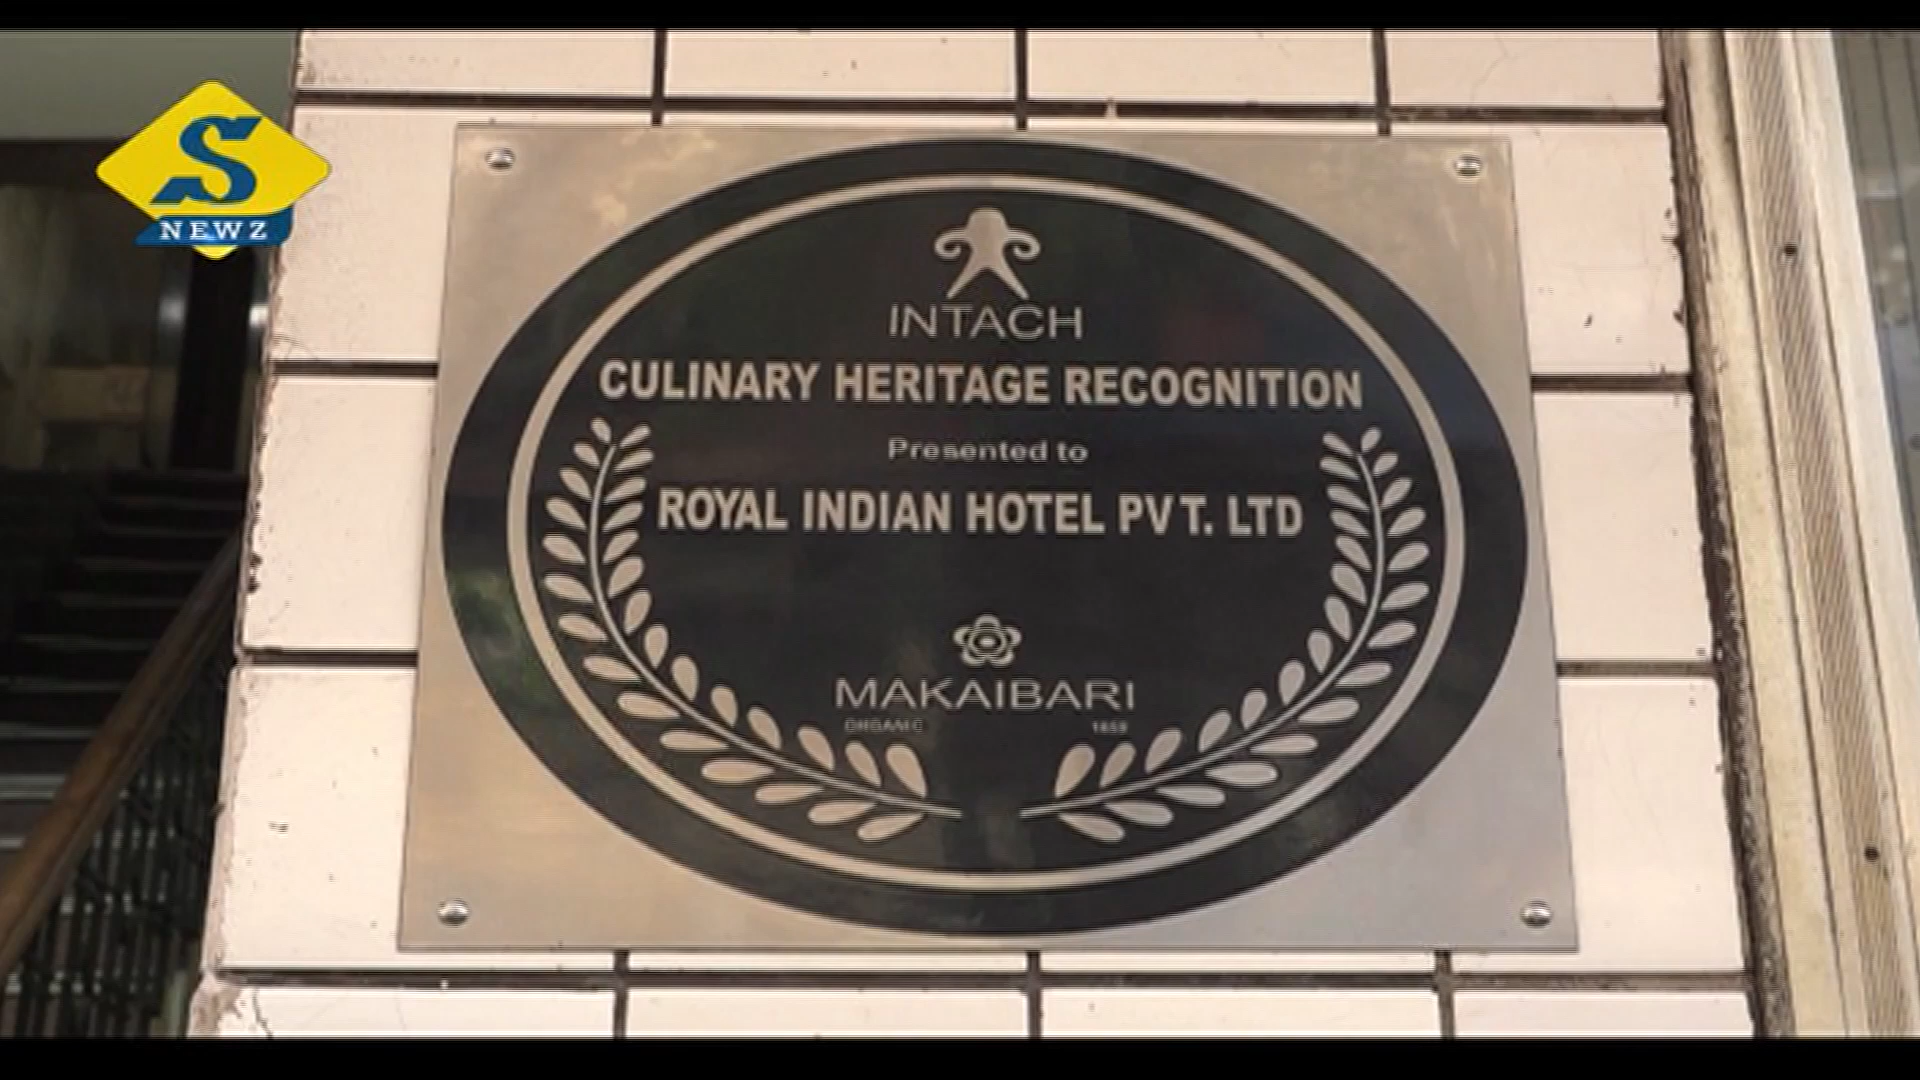 S
NEWZ
INTACH
CULINARY HERITAGE RECOGNITION
Presented to
ROYAL INDIAN HOTEL PVT. LTD
MAKAIBARI
ORGANIC 1859